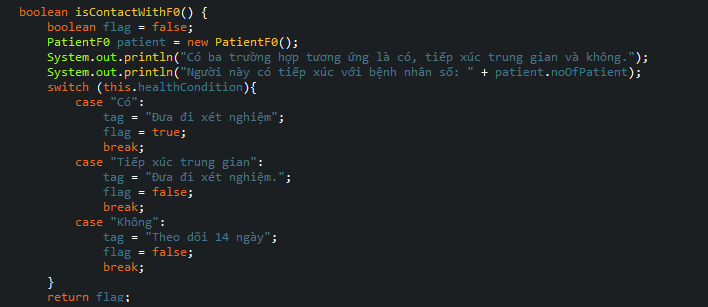 boolean isContactWithF0() {
boolean flag = false;
PatientF0 patient = new PatientF0();
System.out.println("Có ba trường hợp tương ứng là có, tiếp xúc trung gian và không.");
System.out.println("Người này có tiếp xúc với bệnh nhân số: " + patient.noOfPatient);
switch (this.healthCondition){
case "Có":
tag = "Đưa đi xét nghiệm";
flag = true;
break;
case "Tiếp xúc trung gian":
tag = "Đưa đi xét nghiệm.";
flag = false;
break;
case "Không":
tag = "Theo dõi 14 ngày";
flag = false;
break;
}
return flag;